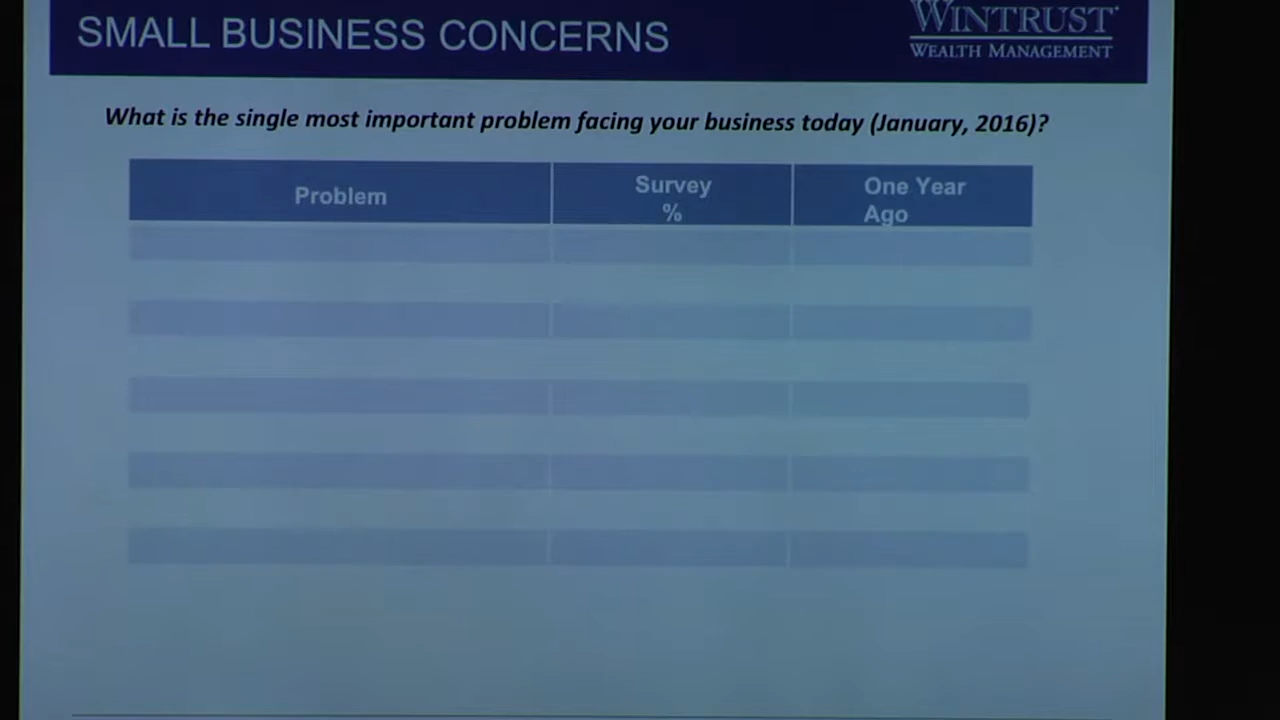 SMALL BUSINESS CONCERNS
WINTRUST
WEALTH MANAGEMENT
What is the single most important problem facing your business today (January, 2016)?
Problem
Survey
%
One Year
Ago